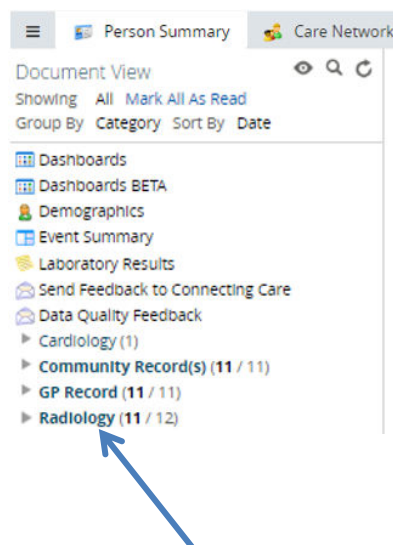 Person Summary Care Network
Document View
Showing All Mark All As Read
Group By Category Sort By Date
Dashboards
Dashboards BETA
Demographics
Event Summary
Laboratory Results
Send Feedback to Connecting Care
Data Quality Feedback
Cardiology (1)
Community Record(s) (11 / 11)
GP Record (11 / 11)
Radiology (11 / 12)